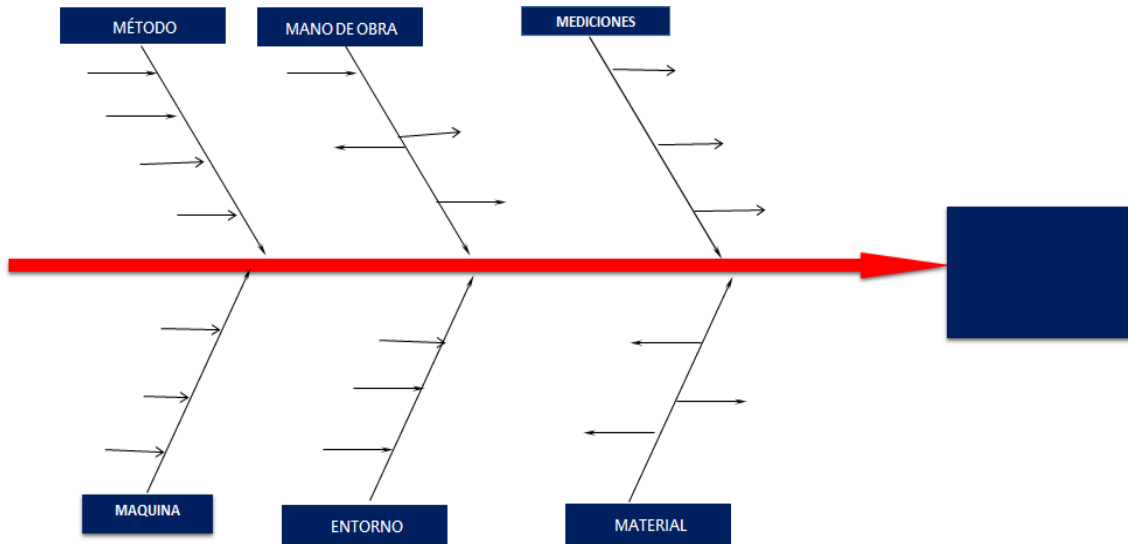 MÉTODO
MANO DE OBRA
MEDICIONES
MAQUINA
ENTORNO
MATERIAL